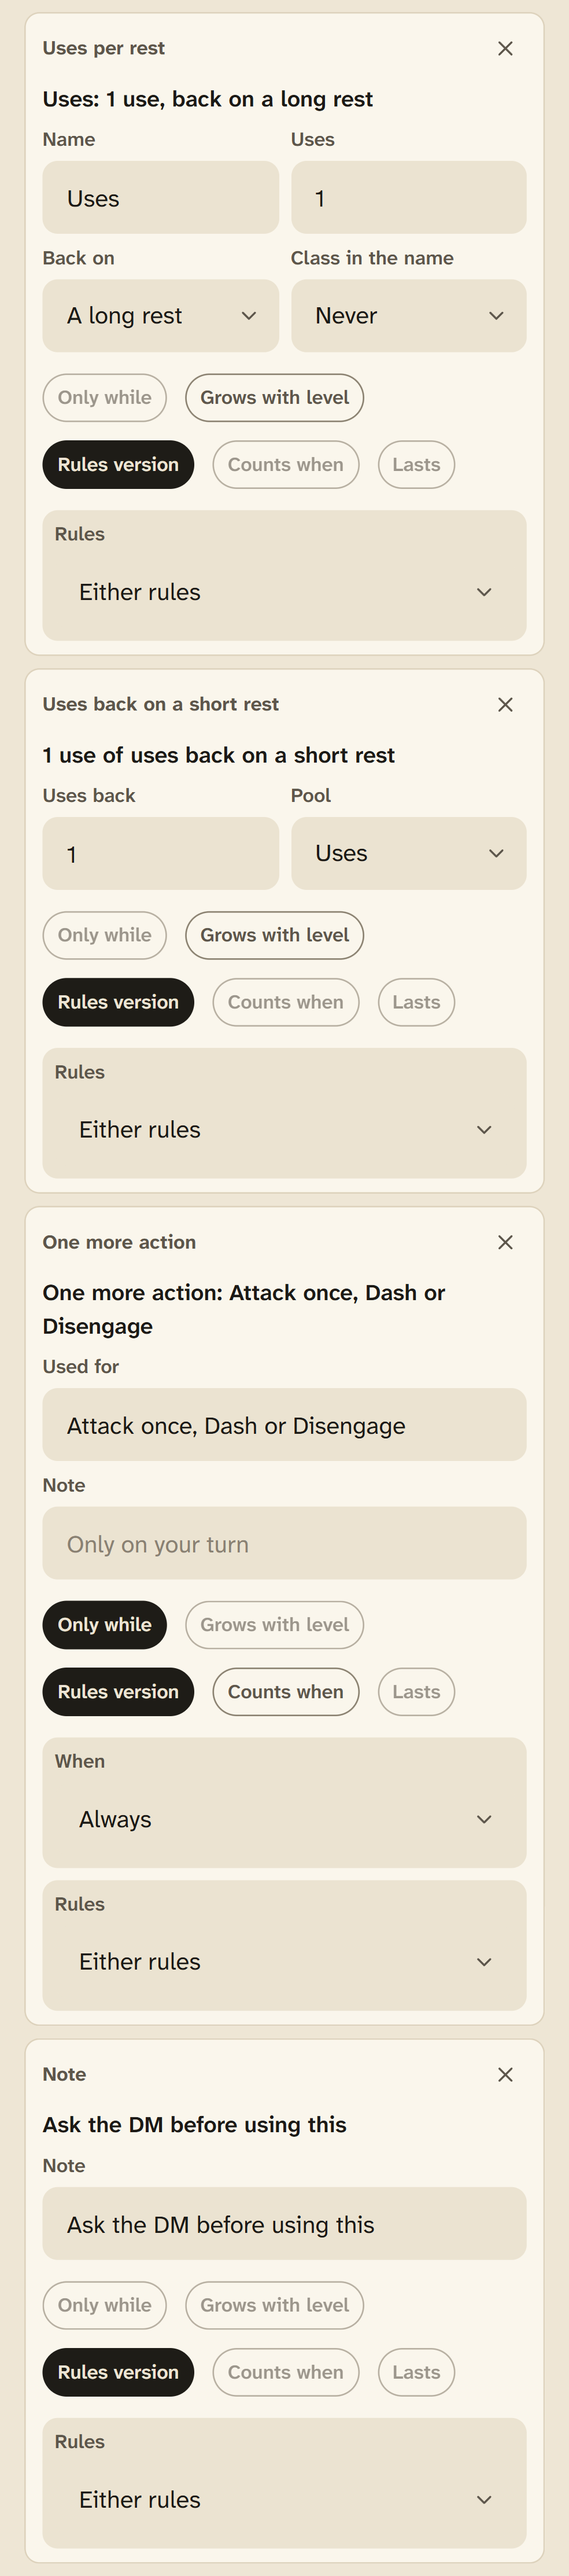 Uses per rest
Uses: 1 use, back on a long rest
Name Uses
Uses 1
Back on Class in the name
A long rest Never
Only while Grows with level
Rules version Counts when Lasts
Rules
Either rules
Uses back on a short rest
1 use of uses back on a short rest
Uses back Pool
1 Uses
Only while Grows with level
Rules version Counts when Lasts
Rules
Either rules
One more action
One more action: Attack once, Dash or
Disengage
Used for
Attack once, Dash or Disengage
Note
Only on your turn
Only while Grows with level
Rules version Counts when Lasts
When
Always
Rules
Either rules
Note
Ask the DM before using this
Note
Ask the DM before using this
Only while Grows with level
Rules version Counts when Lasts
Rules
Either rules